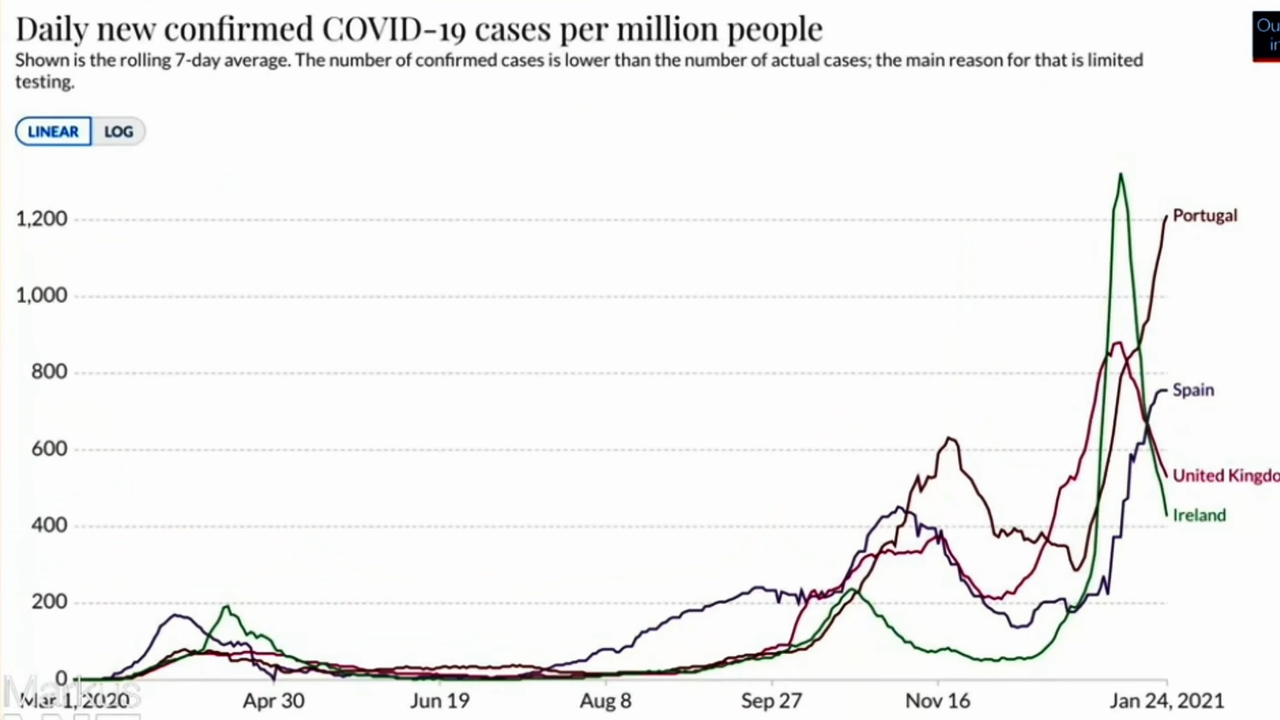 Daily new confirmed COVID-19 cases per million people
Shown is the rolling 7-day average. The number of confirmed cases is lower than the number of actual cases; the main reason for that is limited
testing.
Ou
in
LINEAR LOG
1,200
1,000
800
600
400
200
0
Portugal
Spain
United Kingdo
Ireland
Mar 1, 2020 Apr 30 Jun 19 Aug 8 Sep 27 Nov 16 Jan 24, 2021
Markus